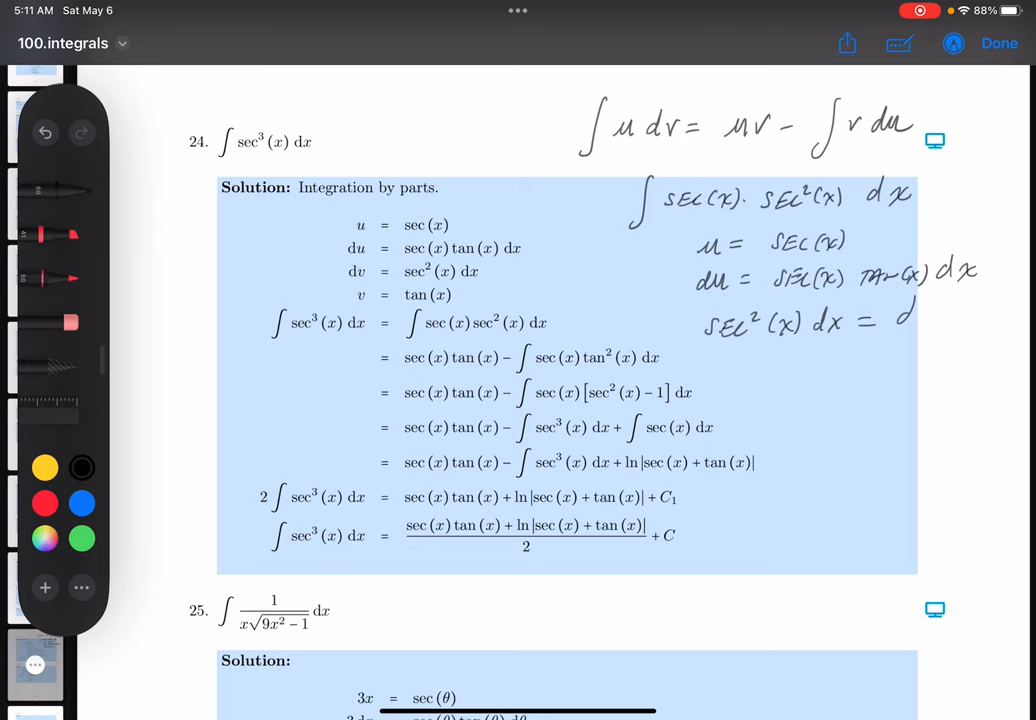 5:11 AM Sat May 6
88%
100.integrals
Done
24. ∫ sec³ (x) dx
∫ u dv = uv - ∫ v du
Solution: Integration by parts.
∫ SEC(x) · SEC²(x) dx
u = sec (x)
u = SEC(x)
du = sec (x) tan (x) dx
du = SEC(x) TAN(x) dx
dv = sec² (x) dx
v = tan (x)
SEC²(x) dx = d
∫ sec³ (x) dx = ∫ sec (x) sec² (x) dx
= sec (x) tan (x) − ∫ sec (x) tan² (x) dx
= sec (x) tan (x) − ∫ sec (x) [sec² (x) − 1] dx
= sec (x) tan (x) − ∫ sec³ (x) dx + ∫ sec (x) dx
= sec (x) tan (x) − ∫ sec³ (x) dx + ln |sec (x) + tan (x)|
2 ∫ sec³ (x) dx = sec (x) tan (x) + ln |sec (x) + tan (x)| + C₁
∫ sec³ (x) dx = (sec (x) tan (x) + ln |sec (x) + tan (x)|) / 2 + C
25. ∫ 1 / (x√(9x² − 1)) dx
Solution:
3x = sec (θ)